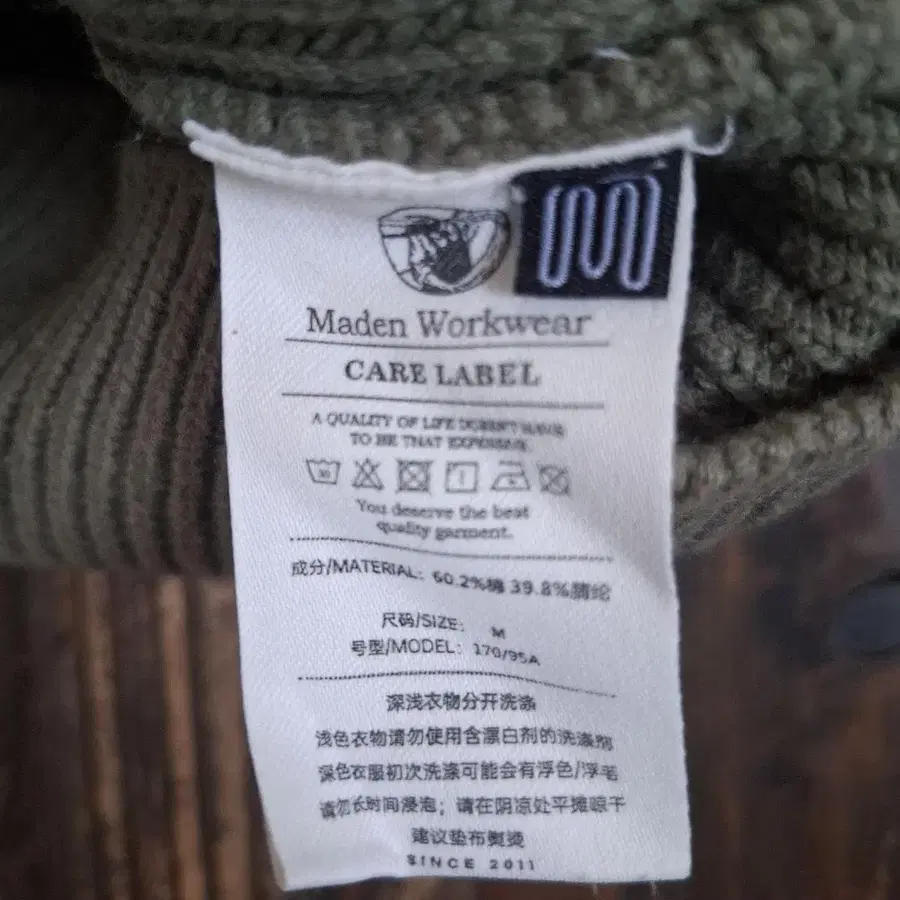 Maden Workwear
CARE LABEL
A QUALITY OF LIFE DOESN'T HAVE
TO BE THAT EXPENSIVE
You deserve the best
quality garment.
成分/MATERIAL: 60.2%棉 39.8%腈纶
尺码/SIZE: M
号型/MODEL: 170/95A
深浅衣物分开洗涤
浅色衣物请勿使用含漂白剂的洗涤剂
深色衣服初次洗涤可能会有浮色/浮毛
请勿长时间浸泡；请在阴凉处平摊晾干
建议垫布熨烫
SINCE 2011